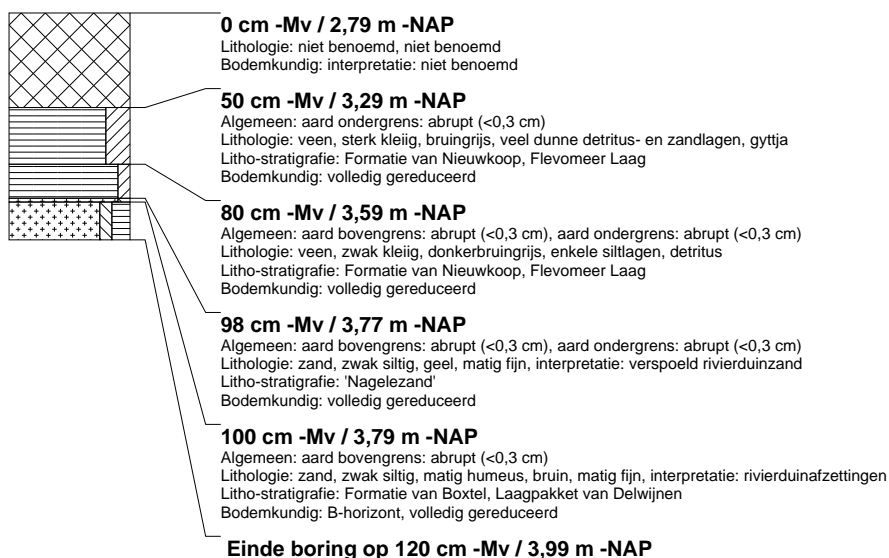 0 cm -Mv / 2,79 m -NAP
Lithologie: niet benoemd, niet benoemd
Bodemkundig: interpretatie: niet benoemd
50 cm -Mv / 3,29 m -NAP
Algemeen: aard ondergrens: abrupt (<0,3 cm)
Lithologie: veen, sterk kleiig, bruingrijs, veel dunne detritus- en zandlagen, gyttja
Litho-stratigrafie: Formatie van Nieuwkoop, Flevomeer Laag
Bodemkundig: volledig gereduceerd
80 cm -Mv / 3,59 m -NAP
Algemeen: aard bovengrens: abrupt (<0,3 cm), aard ondergrens: abrupt (<0,3 cm)
Lithologie: veen, zwak kleiig, donkerbruingrijs, enkele siltlagen, detritus
Litho-stratigrafie: Formatie van Nieuwkoop, Flevomeer Laag
Bodemkundig: volledig gereduceerd
98 cm -Mv / 3,77 m -NAP
Algemeen: aard bovengrens: abrupt (<0,3 cm), aard ondergrens: abrupt (<0,3 cm)
Lithologie: zand, zwak siltig, geel, matig fijn, interpretatie: verspoeld rivierduinzand
Litho-stratigrafie: 'Nagelezand'
Bodemkundig: volledig gereduceerd
100 cm -Mv / 3,79 m -NAP
Algemeen: aard bovengrens: abrupt (<0,3 cm)
Lithologie: zand, zwak siltig, matig humeus, bruin, matig fijn, interpretatie: rivierduinafzettingen
Litho-stratigrafie: Formatie van Boxtel, Laagpakket van Delwijnen
Bodemkundig: B-horizont, volledig gereduceerd
Einde boring op 120 cm -Mv / 3,99 m -NAP